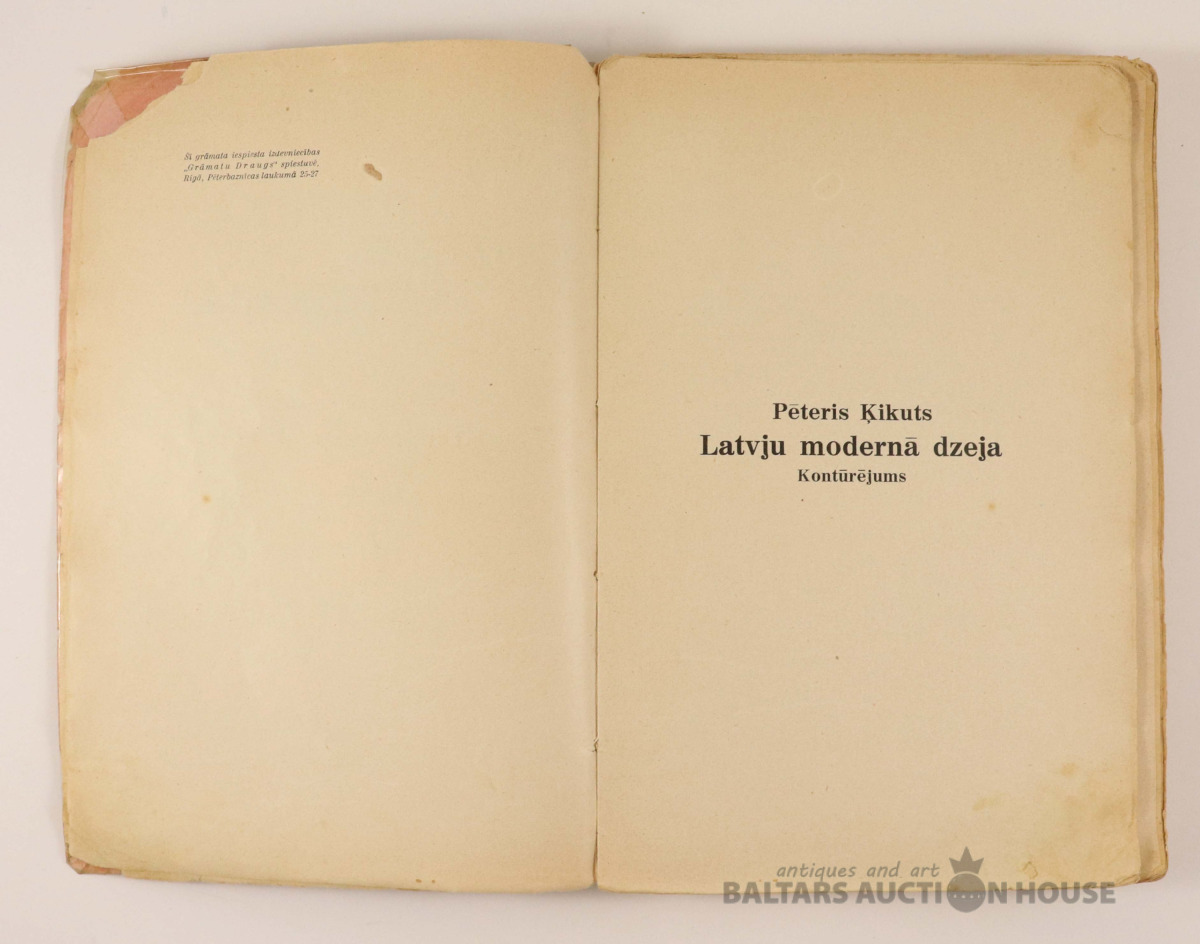 Šī grāmata iespiesta izdevniecības
„Grāmatu Draugs“ spiestuvē,
Rīgā, Pēterbaznīcas laukumā 25-27
Pēteris Ķikuts
Latvju modernā dzeja
Kontūrējums
antiques and art
BALTARS AUCTION HOUSE